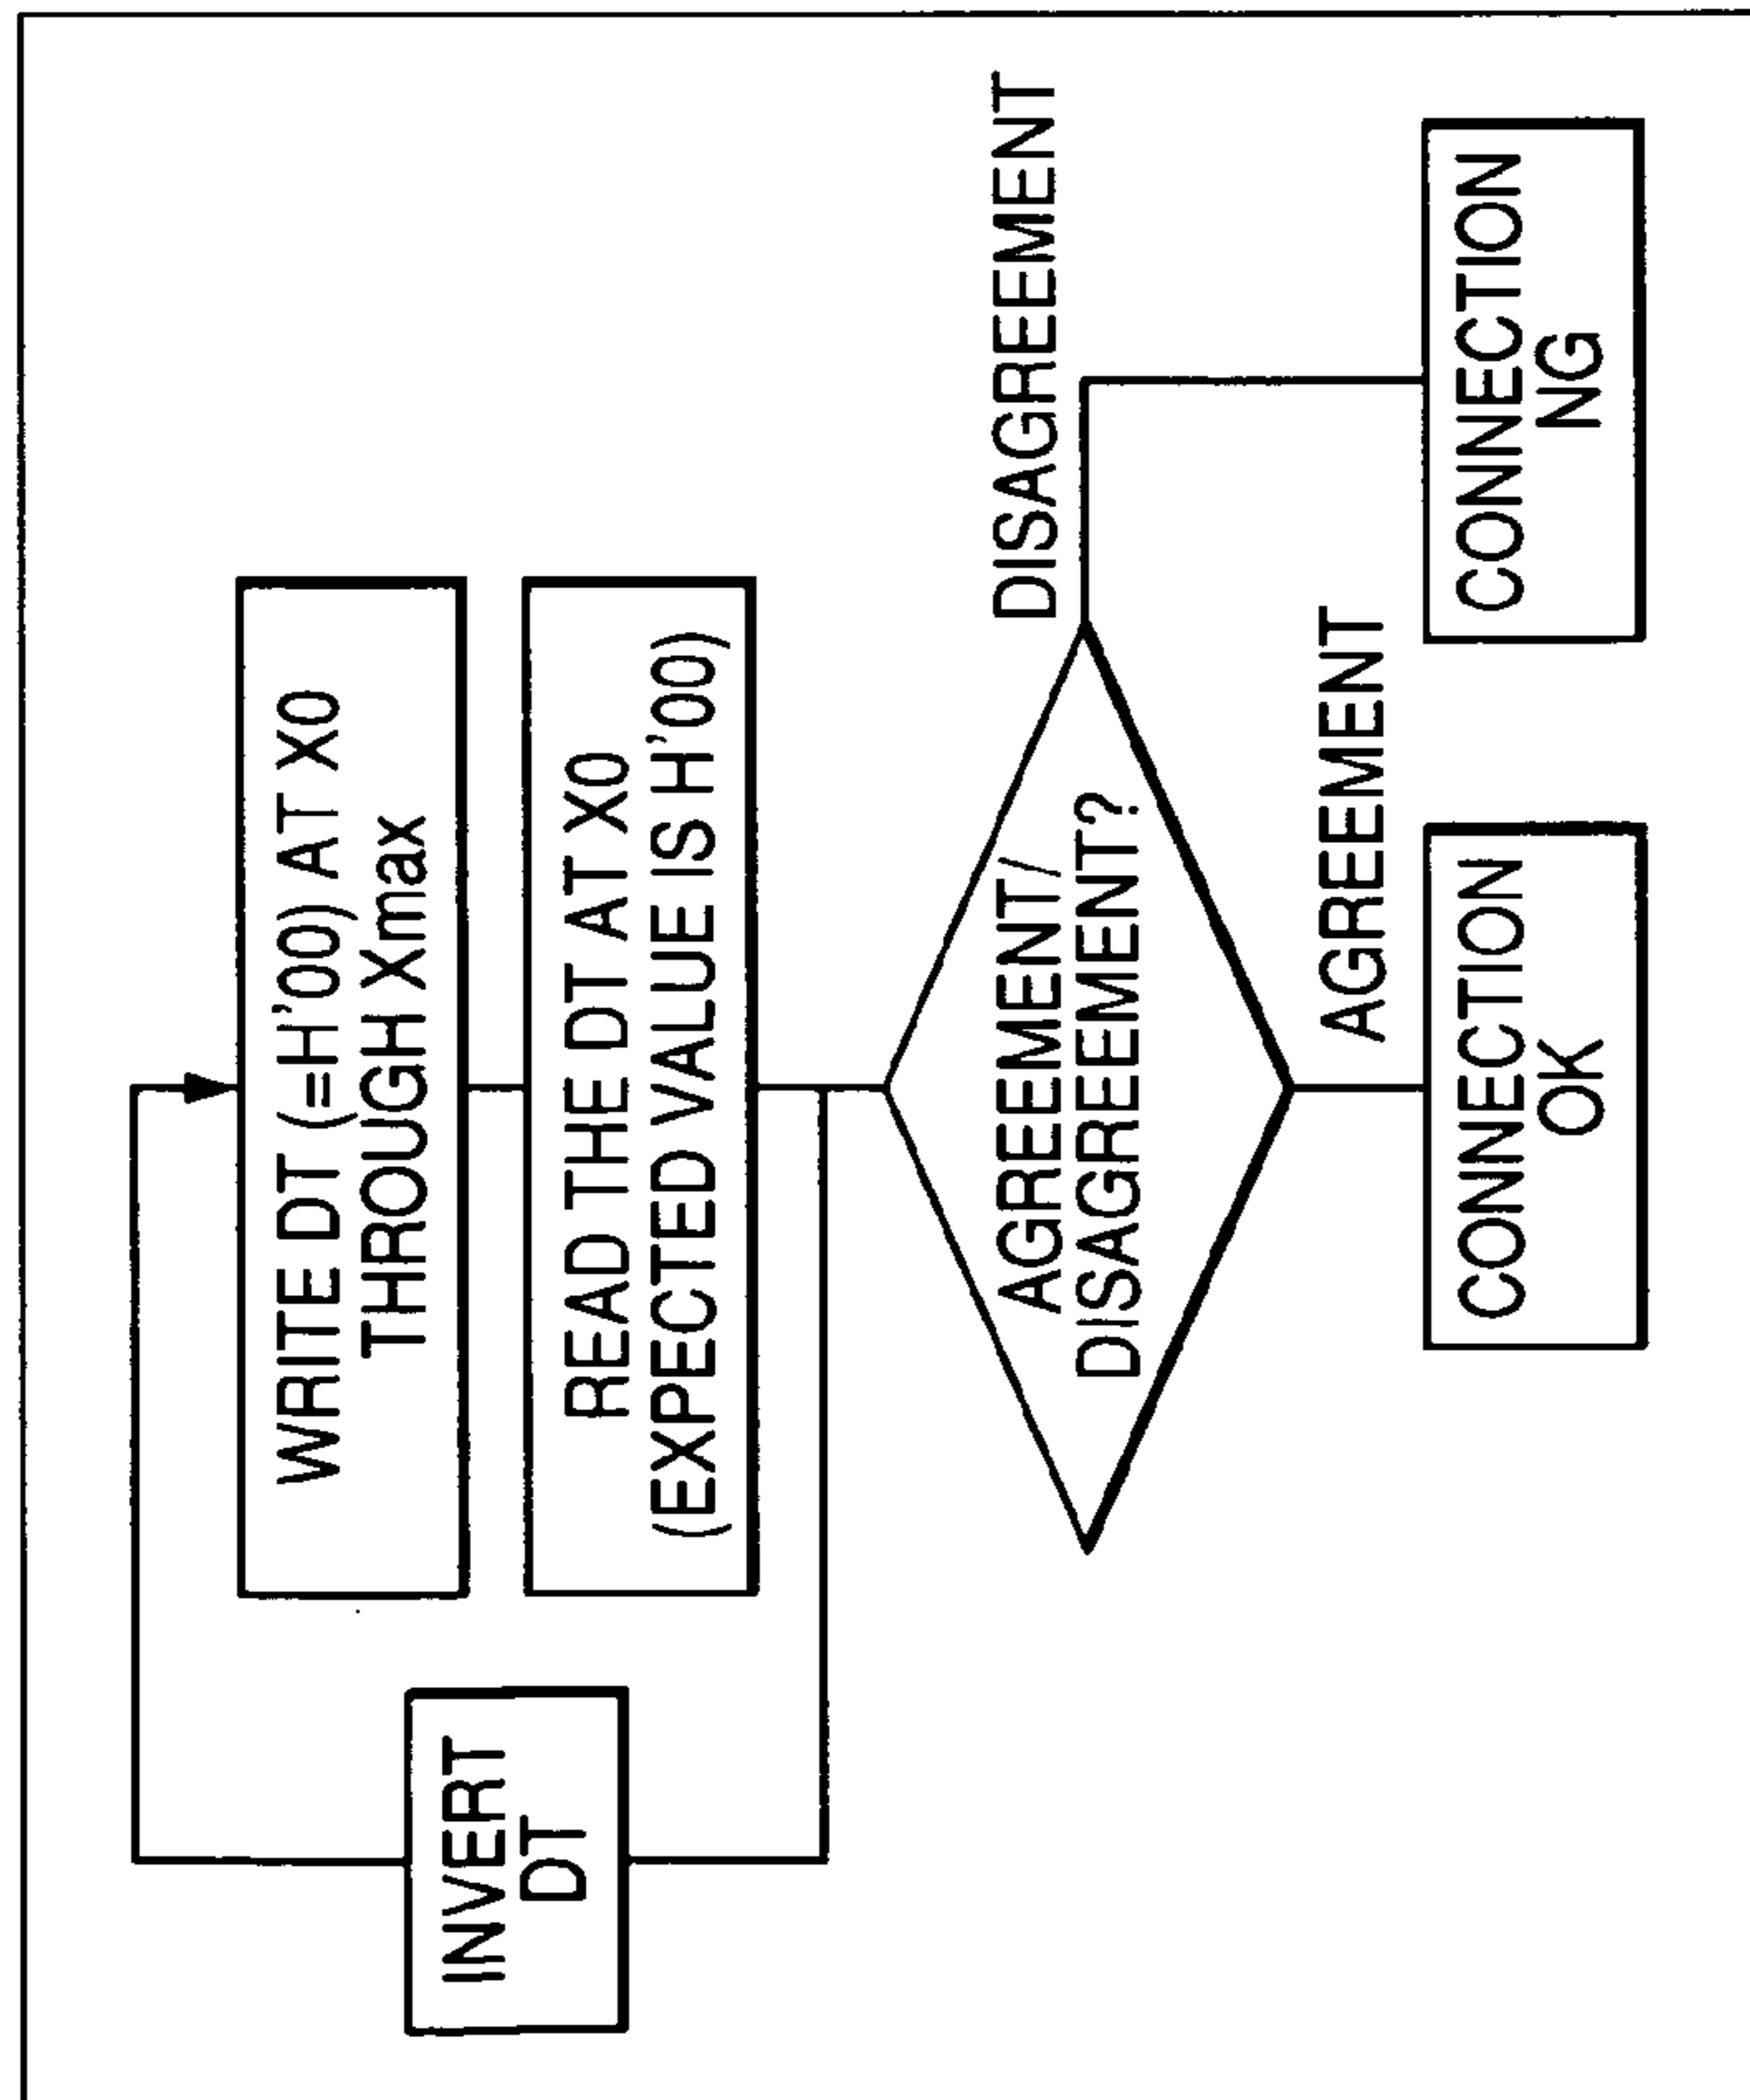 WRITE DT (=H'00) AT X0
THROUGH Xmax
READ THE DT AT X0
(EXPECTED VALUE IS H'00)
INVERT
DT
AGREEMENT/
DISAGREEMENT?
DISAGREEMENT
AGREEMENT
CONNECTION
OK
CONNECTION
NG